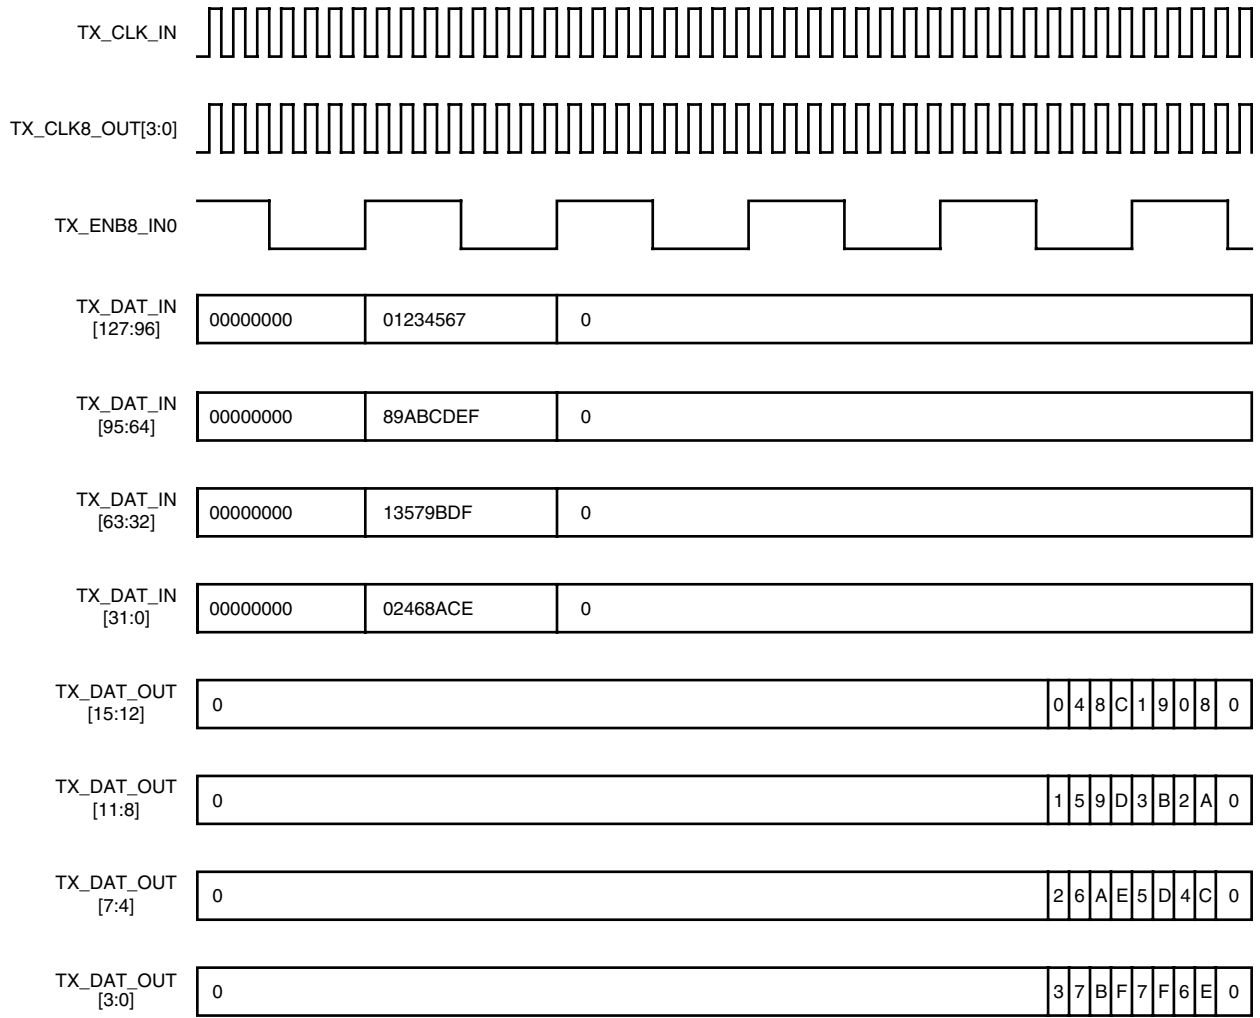 TX_CLK_IN
TX_CLK8_OUT[3:0]
TX_ENB8_IN0
TX_DAT_IN
[127:96]
00000000 01234567 0
TX_DAT_IN
[95:64]
00000000 89ABCDEF 0
TX_DAT_IN
[63:32]
00000000 13579BDF 0
TX_DAT_IN
[31:0]
00000000 02468ACE 0
TX_DAT_OUT
[15:12]
0 0 4 8 C 1 9 0 8 0
TX_DAT_OUT
[11:8]
0 1 5 9 D 3 B 2 A 0
TX_DAT_OUT
[7:4]
0 2 6 A E 5 D 4 C 0
TX_DAT_OUT
[3:0]
0 3 7 B F 7 F 6 E 0